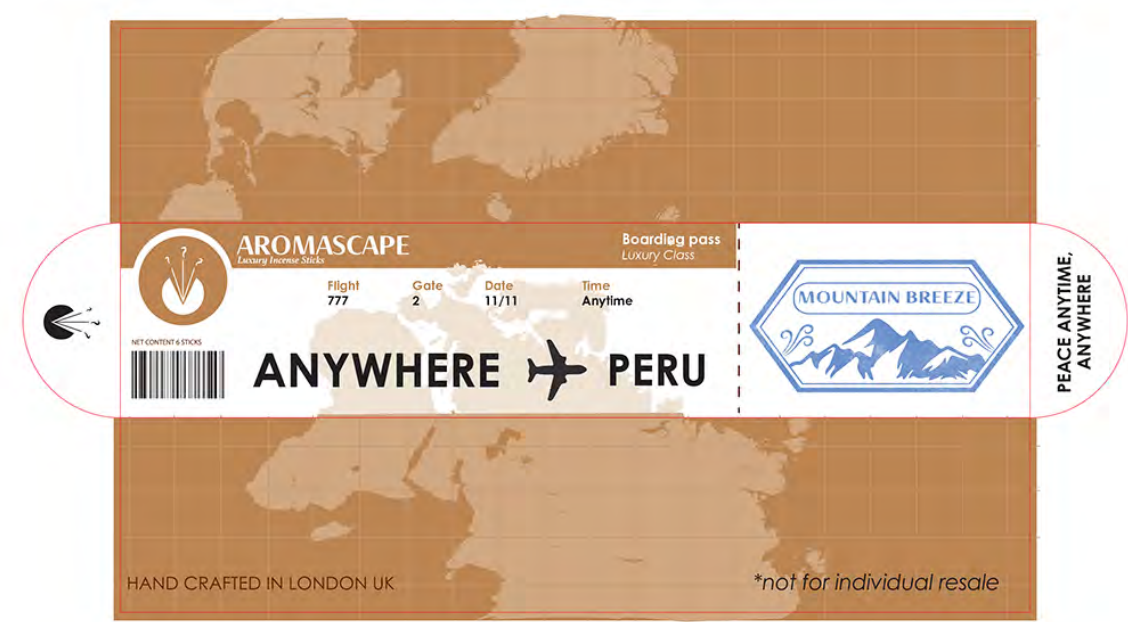 AROMASCAPE
Luxury Incense Sticks
Boarding pass
Luxury Class
Flight
777
Gate
2
Date
11/11
Time
Anytime
NET CONTENT 6 STICKS
ANYWHERE
PERU
MOUNTAIN BREEZE
PEACE ANYTIME,
ANYWHERE
HAND CRAFTED IN LONDON UK
*not for individual resale